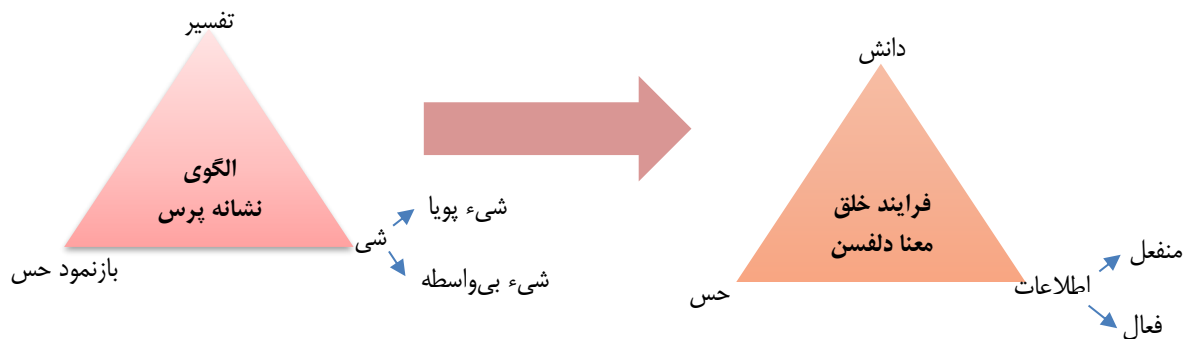 تفسیر
الگوی
نشانه پرس
شی
شیء پویا
شیء بی‌واسطه
بازنمود حس
دانش
فرایند خلق
معنا دلفسن
حس
اطلاعات
منفعل
فعال